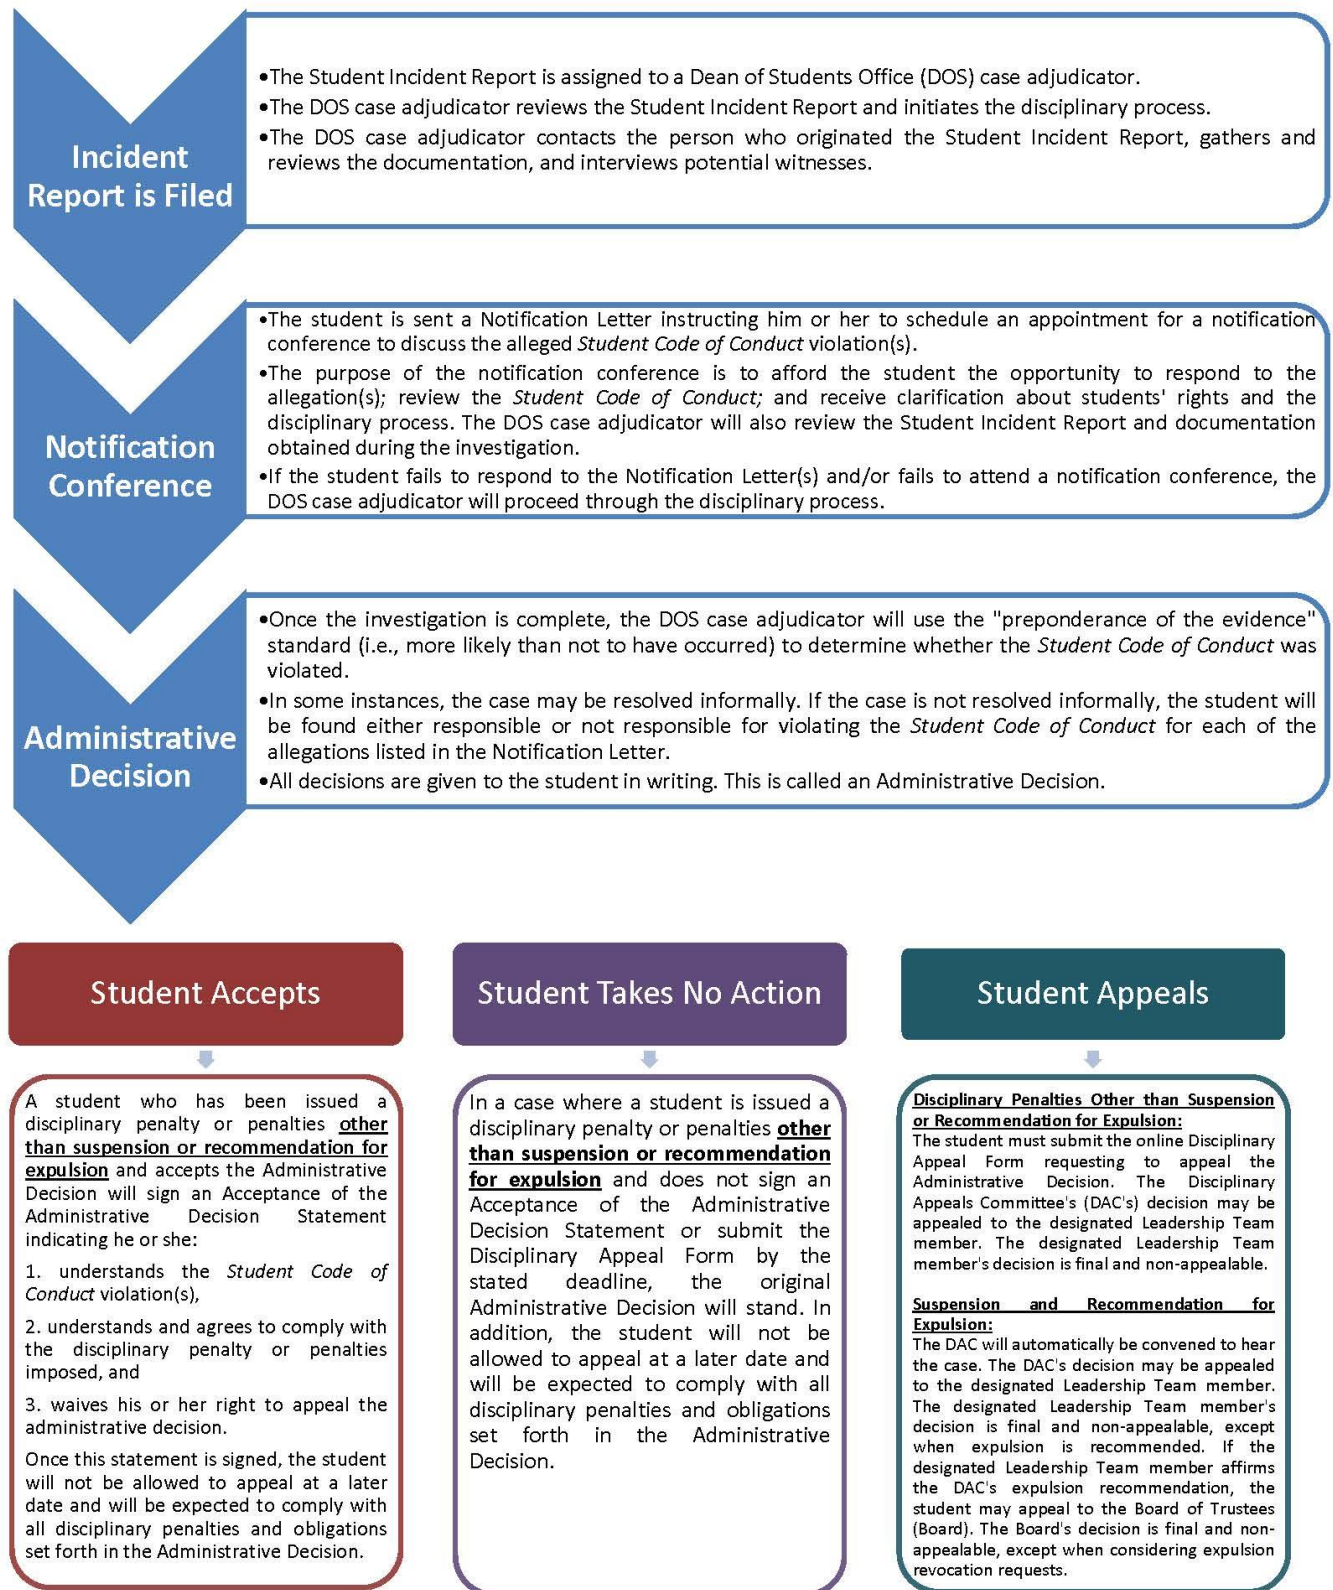 Incident
Report is Filed
•The Student Incident Report is assigned to a Dean of Students Office (DOS) case adjudicator.
•The DOS case adjudicator reviews the Student Incident Report and initiates the disciplinary process.
•The DOS case adjudicator contacts the person who originated the Student Incident Report, gathers and
reviews the documentation, and interviews potential witnesses.
Notification
Conference
•The student is sent a Notification Letter instructing him or her to schedule an appointment for a notification
conference to discuss the alleged Student Code of Conduct violation(s).
•The purpose of the notification conference is to afford the student the opportunity to respond to the
allegation(s); review the Student Code of Conduct; and receive clarification about students' rights and the
disciplinary process. The DOS case adjudicator will also review the Student Incident Report and documentation
obtained during the investigation.
•If the student fails to respond to the Notification Letter(s) and/or fails to attend a notification conference, the
DOS case adjudicator will proceed through the disciplinary process.
Administrative
Decision
•Once the investigation is complete, the DOS case adjudicator will use the "preponderance of the evidence"
standard (i.e., more likely than not to have occurred) to determine whether the Student Code of Conduct was
violated.
•In some instances, the case may be resolved informally. If the case is not resolved informally, the student will
be found either responsible or not responsible for violating the Student Code of Conduct for each of the
allegations listed in the Notification Letter.
•All decisions are given to the student in writing. This is called an Administrative Decision.
Student Accepts
A student who has been issued a
disciplinary penalty or penalties other
than suspension or recommendation for
expulsion and accepts the Administrative
Decision will sign an Acceptance of the
Administrative Decision Statement
indicating he or she:
1. understands the Student Code of
Conduct violation(s),
2. understands and agrees to comply with
the disciplinary penalty or penalties
imposed, and
3. waives his or her right to appeal the
administrative decision.
Once this statement is signed, the student
will not be allowed to appeal at a later
date and will be expected to comply with
all disciplinary penalties and obligations
set forth in the Administrative Decision.
Student Takes No Action
In a case where a student is issued a
disciplinary penalty or penalties other
than suspension or recommendation
for expulsion and does not sign an
Acceptance of the Administrative
Decision Statement or submit the
Disciplinary Appeal Form by the
stated deadline, the original
Administrative Decision will stand. In
addition, the student will not be
allowed to appeal at a later date and
will be expected to comply with all
disciplinary penalties and obligations
set forth in the Administrative
Decision.
Student Appeals
Disciplinary Penalties Other than Suspension
or Recommendation for Expulsion:
The student must submit the online Disciplinary
Appeal Form requesting to appeal the
Administrative Decision. The Disciplinary
Appeals Committee's (DAC's) decision may be
appealed to the designated Leadership Team
member. The designated Leadership Team
member's decision is final and non-appealable.
Suspension and Recommendation for
Expulsion:
The DAC will automatically be convened to hear
the case. The DAC's decision may be appealed
to the designated Leadership Team member.
The designated Leadership Team member's
decision is final and non-appealable, except
when expulsion is recommended. If the
designated Leadership Team member affirms
the DAC's expulsion recommendation, the
student may appeal to the Board of Trustees
(Board). The Board's decision is final and non-
appealable, except when considering expulsion
revocation requests.